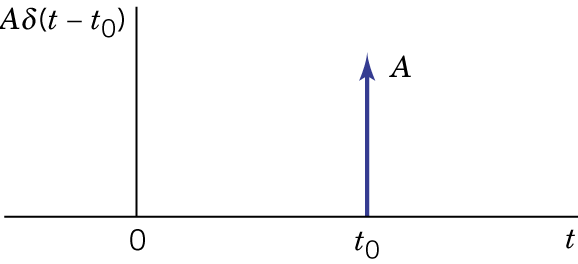 Aδ(t – t₀)
A
0
t₀
t